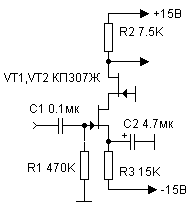 +15В
R2 7.5K
VT1,VT2 КП307Ж
C1 0.1мк
C2 4.7мк
+
R1 470K
R3 15K
-15В